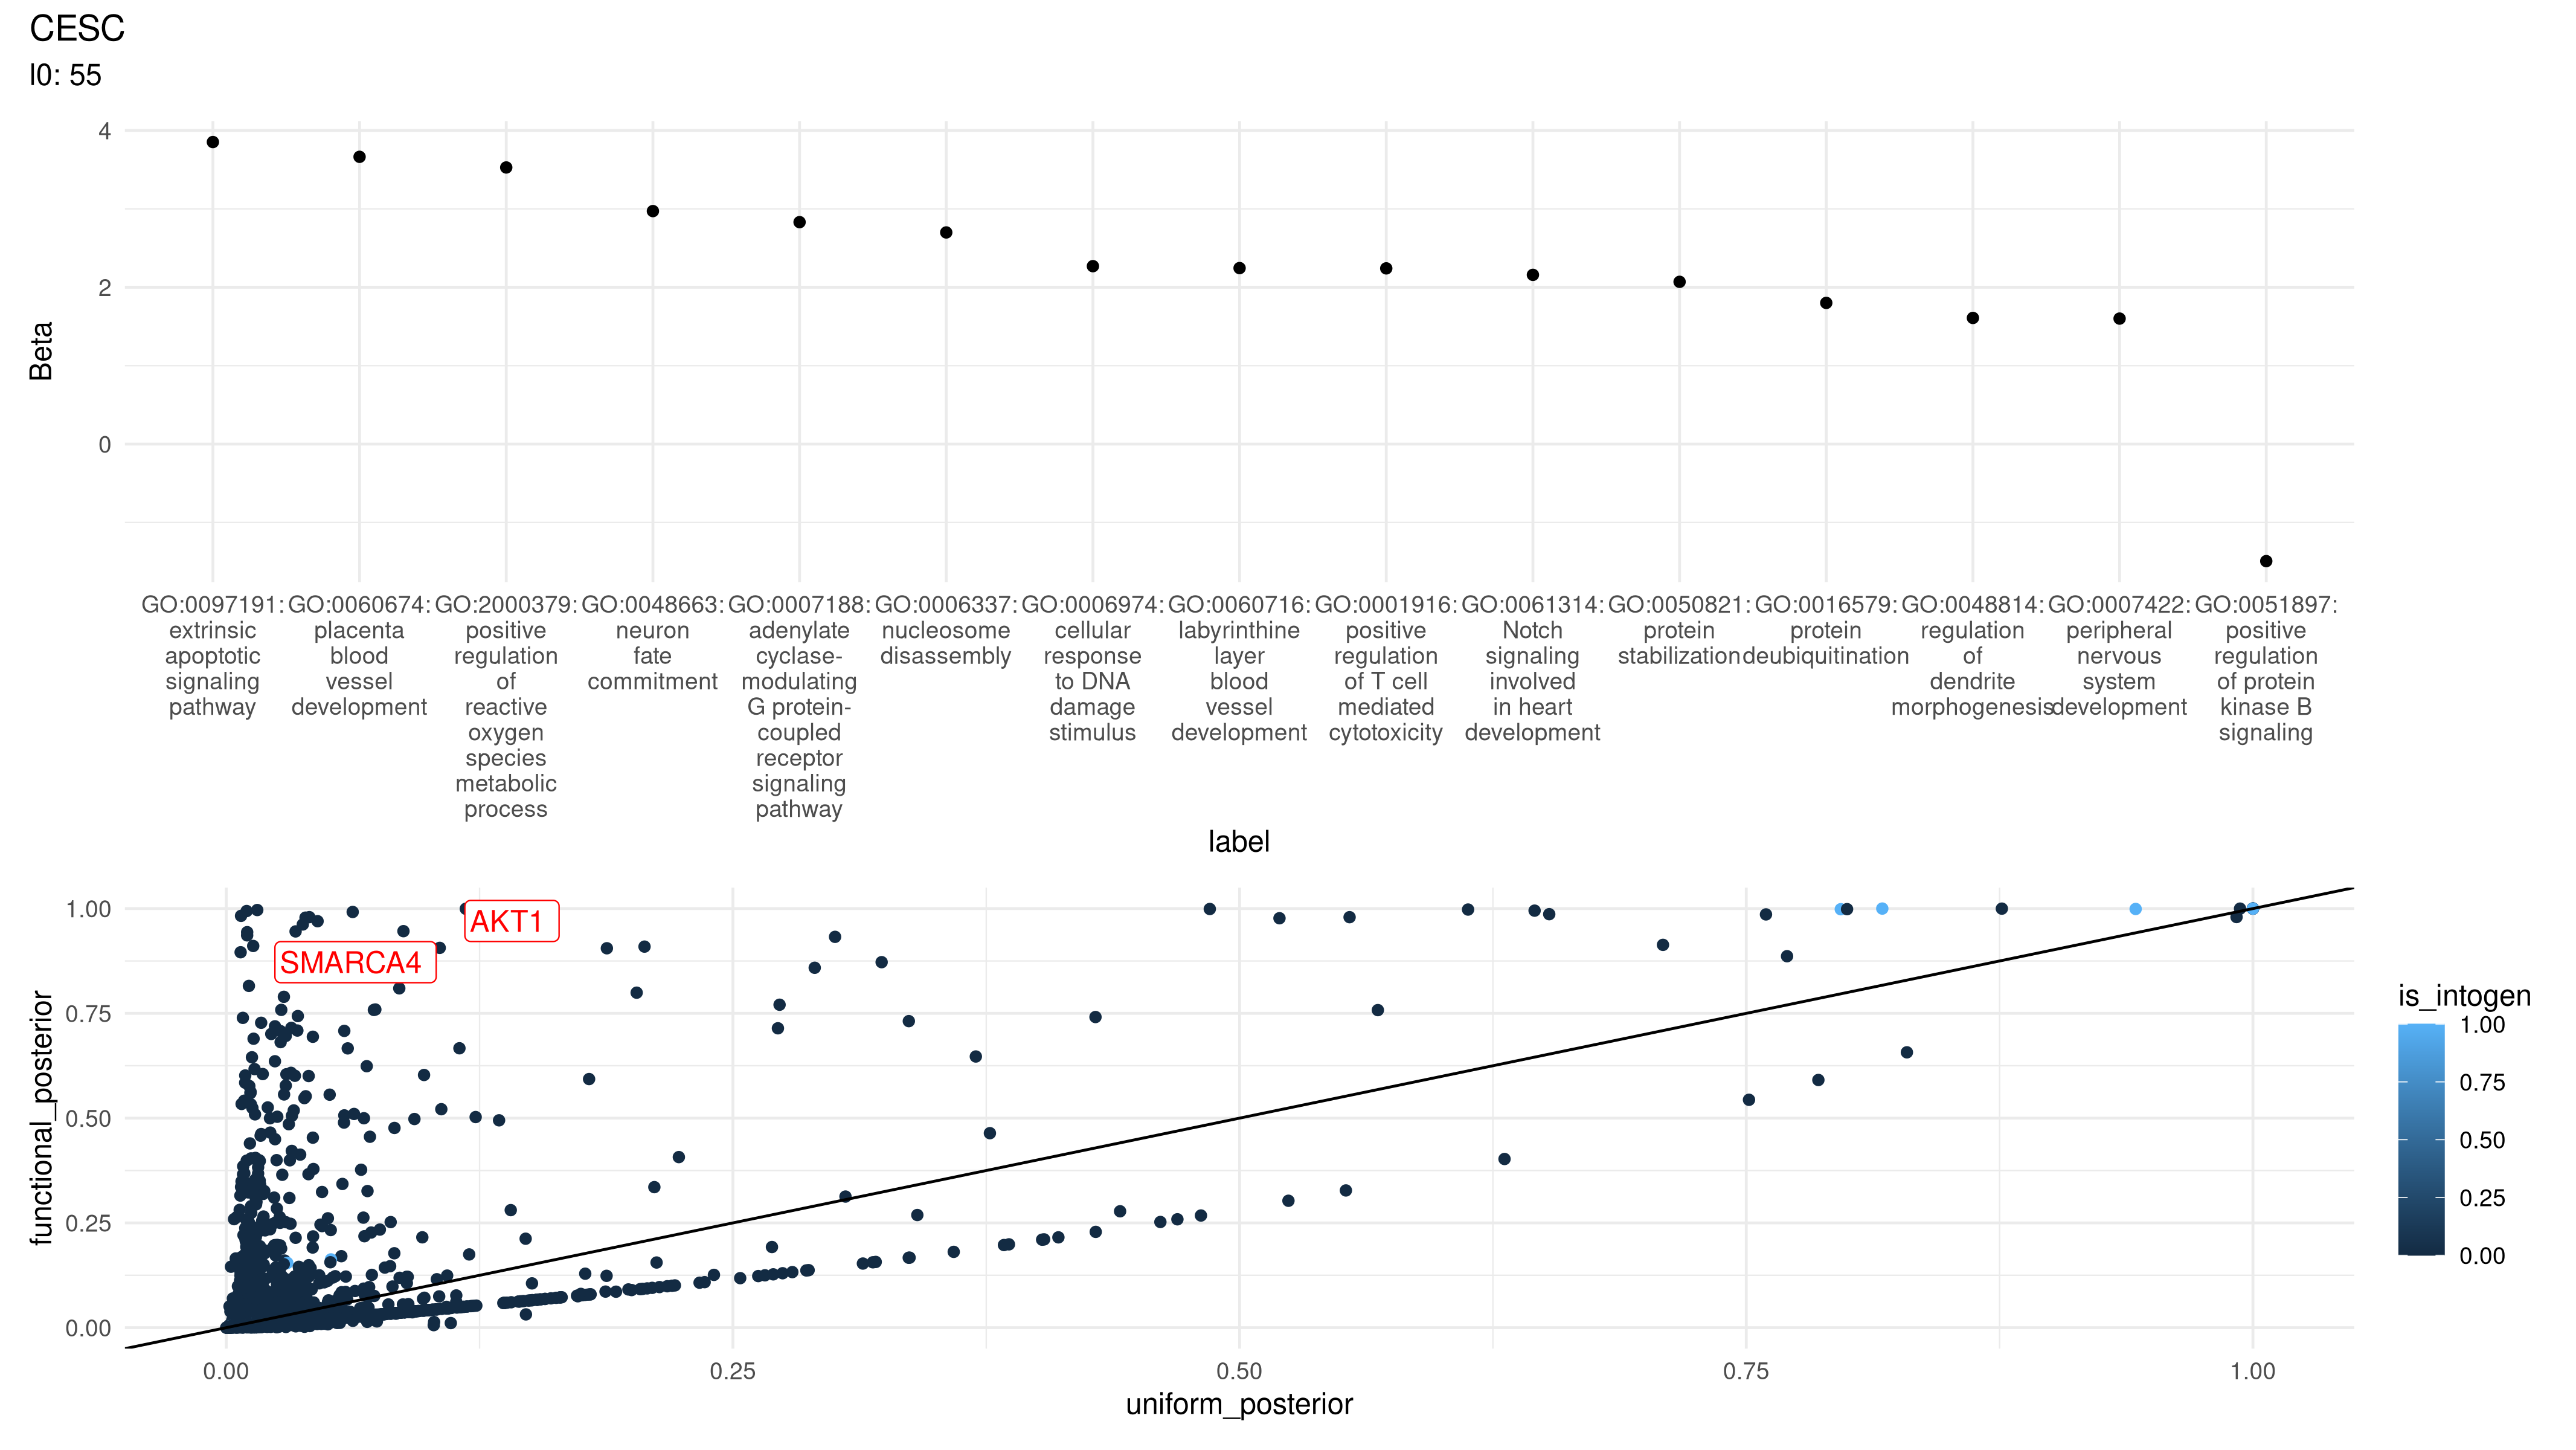 CESC
l0: 55
4
2
0
Beta
GO:0097191: GO:0060674: GO:2000379: GO:0048663: GO:0007188: GO:0006337: GO:0006974: GO:0060716: GO:0001916: GO:0061314: GO:0050821: GO:0016579: GO:0048814: GO:0007422: GO:0051897:
extrinsic placenta positive neuron adenylate nucleosome cellular labyrinthine positive Notch protein protein regulation peripheral positive
apoptotic blood regulation fate cyclase- disassembly response layer regulation signaling stabilization deubiquitination of nervous regulation
signaling vessel of commitment modulating to DNA blood of T cell involved dendrite system of protein
pathway development reactive G protein- damage vessel mediated in heart morphogenesis development kinase B
oxygen coupled stimulus development cytotoxicity development signaling
species receptor
metabolic signaling
process pathway
label
1.00
0.75
0.50
0.25
0.00
functional_posterior
AKT1
SMARCA4
0.00 0.25 0.50 0.75 1.00
uniform_posterior
is_intogen
1.00
0.75
0.50
0.25
0.00